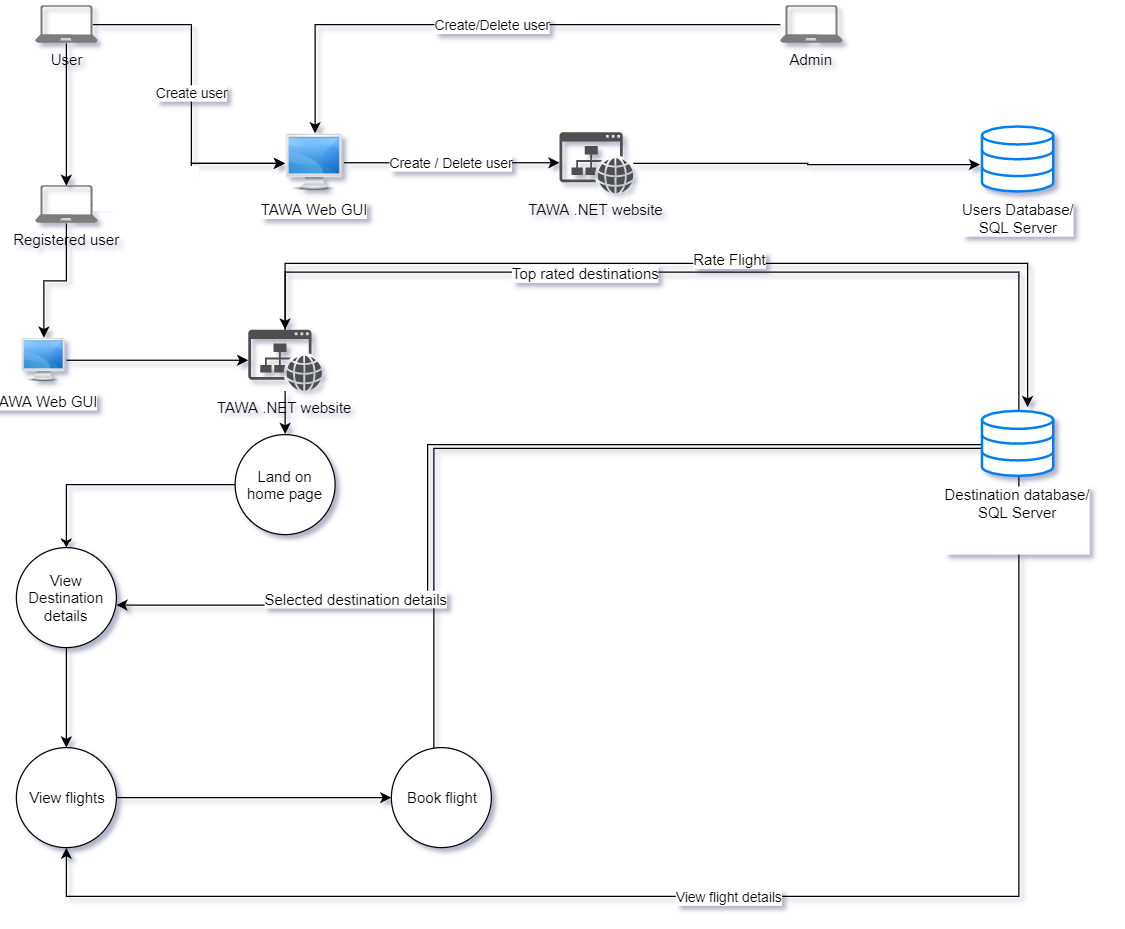 Create/Delete user
User
Admin
Create user
Create / Delete user
TAWA Web GUI
TAWA .NET website
Users Database/
SQL Server
Registered user
Rate Flight
Top rated destinations
AWA Web GUI
TAWA .NET website
Land on
home page
Destination database/
SQL Server
View
Destination
details
Selected destination details
View flights
Book flight
View flight details